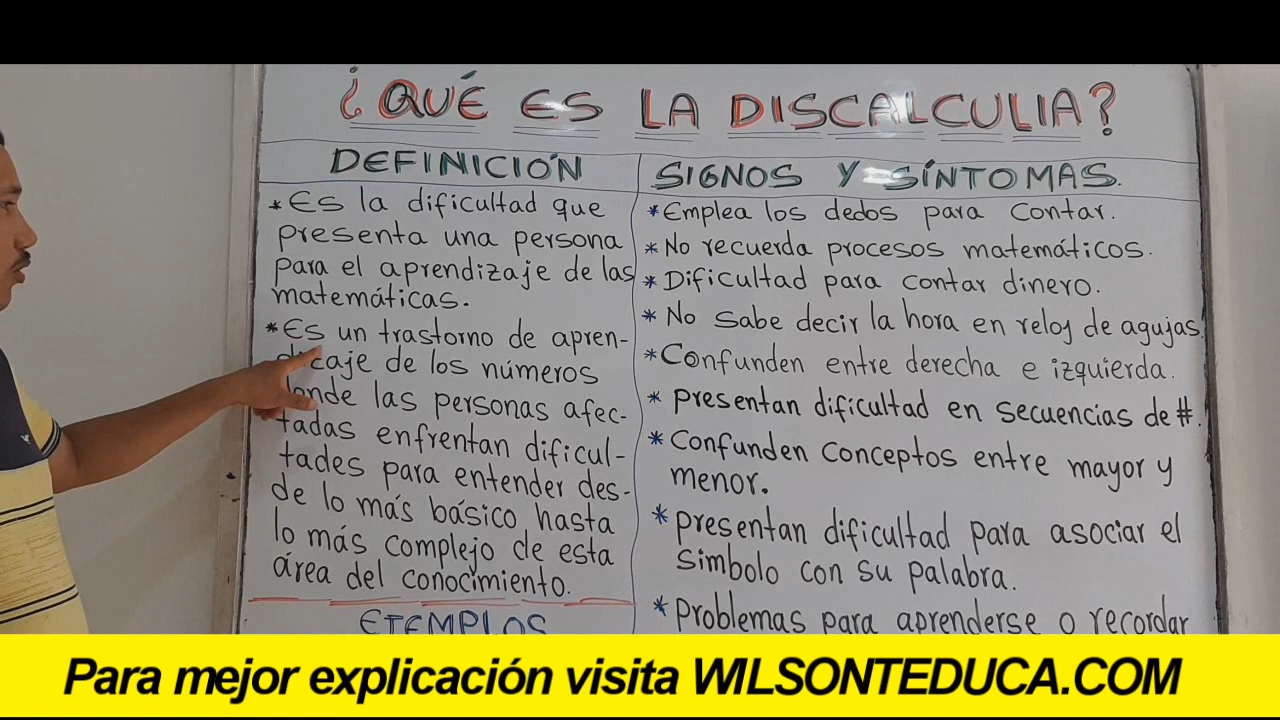 ¿QUÉ ES LA DISCALCULIA?
DEFINICIÓN
*Es la dificultad que
presenta una persona
para el aprendizaje de las
matemáticas.
*Es un trastorno de apren-
dizaje de los números
donde las personas afec-
tadas enfrentan dificul-
tades para entender des-
de lo más básico hasta
lo más complejo de esta
área del conocimiento.
EJEMPLOS
SIGNOS Y SÍNTOMAS.
*Emplea los dedos para contar.
*No recuerda procesos matemáticos.
*Dificultad para contar dinero.
*No sabe decir la hora en reloj de agujas.
*Confunden entre derecha e izquierda.
*presentan dificultad en secuencias de #.
*Confunden conceptos entre mayor y
menor.
*presentan dificultad para asociar el
símbolo con su palabra.
*problemas para aprenderse o recordar
Para mejor explicación visita WILSONTEDUCA.COM